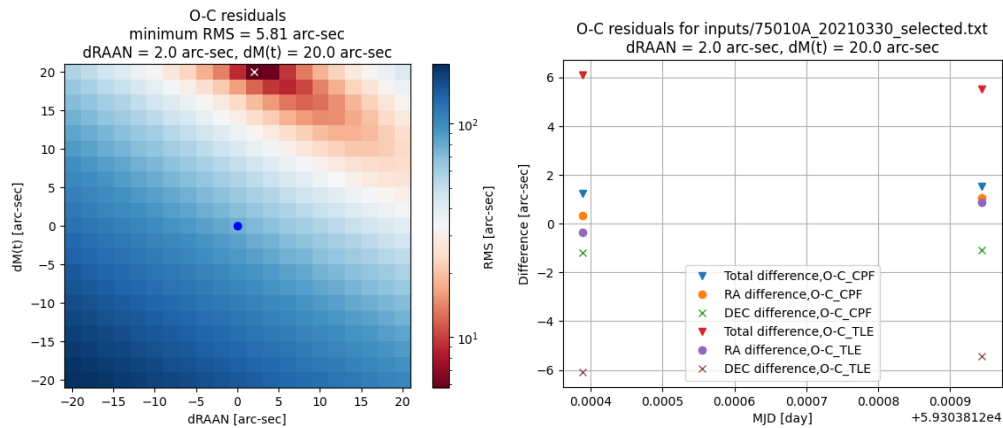 O-C residuals
minimum RMS = 5.81 arc-sec
dRAAN = 2.0 arc-sec, dM(t) = 20.0 arc-sec
20
15
10
5
0
−5
−10
−15
−20
dM(t) [arc-sec]
−20 −15 −10 −5 0 5 10 15 20
dRAAN [arc-sec]
10²
10¹
RMS [arc-sec]
O-C residuals for inputs/75010A_20210330_selected.txt
dRAAN = 2.0 arc-sec, dM(t) = 20.0 arc-sec
6
4
2
0
−2
−4
−6
Difference [arc-sec]
Total difference,O-C_CPF
RA difference,O-C_CPF
DEC difference,O-C_CPF
Total difference,O-C_TLE
RA difference,O-C_TLE
DEC difference,O-C_TLE
0.0004 0.0005 0.0006 0.0007 0.0008 0.0009
MJD [day]
+5.9303812e4